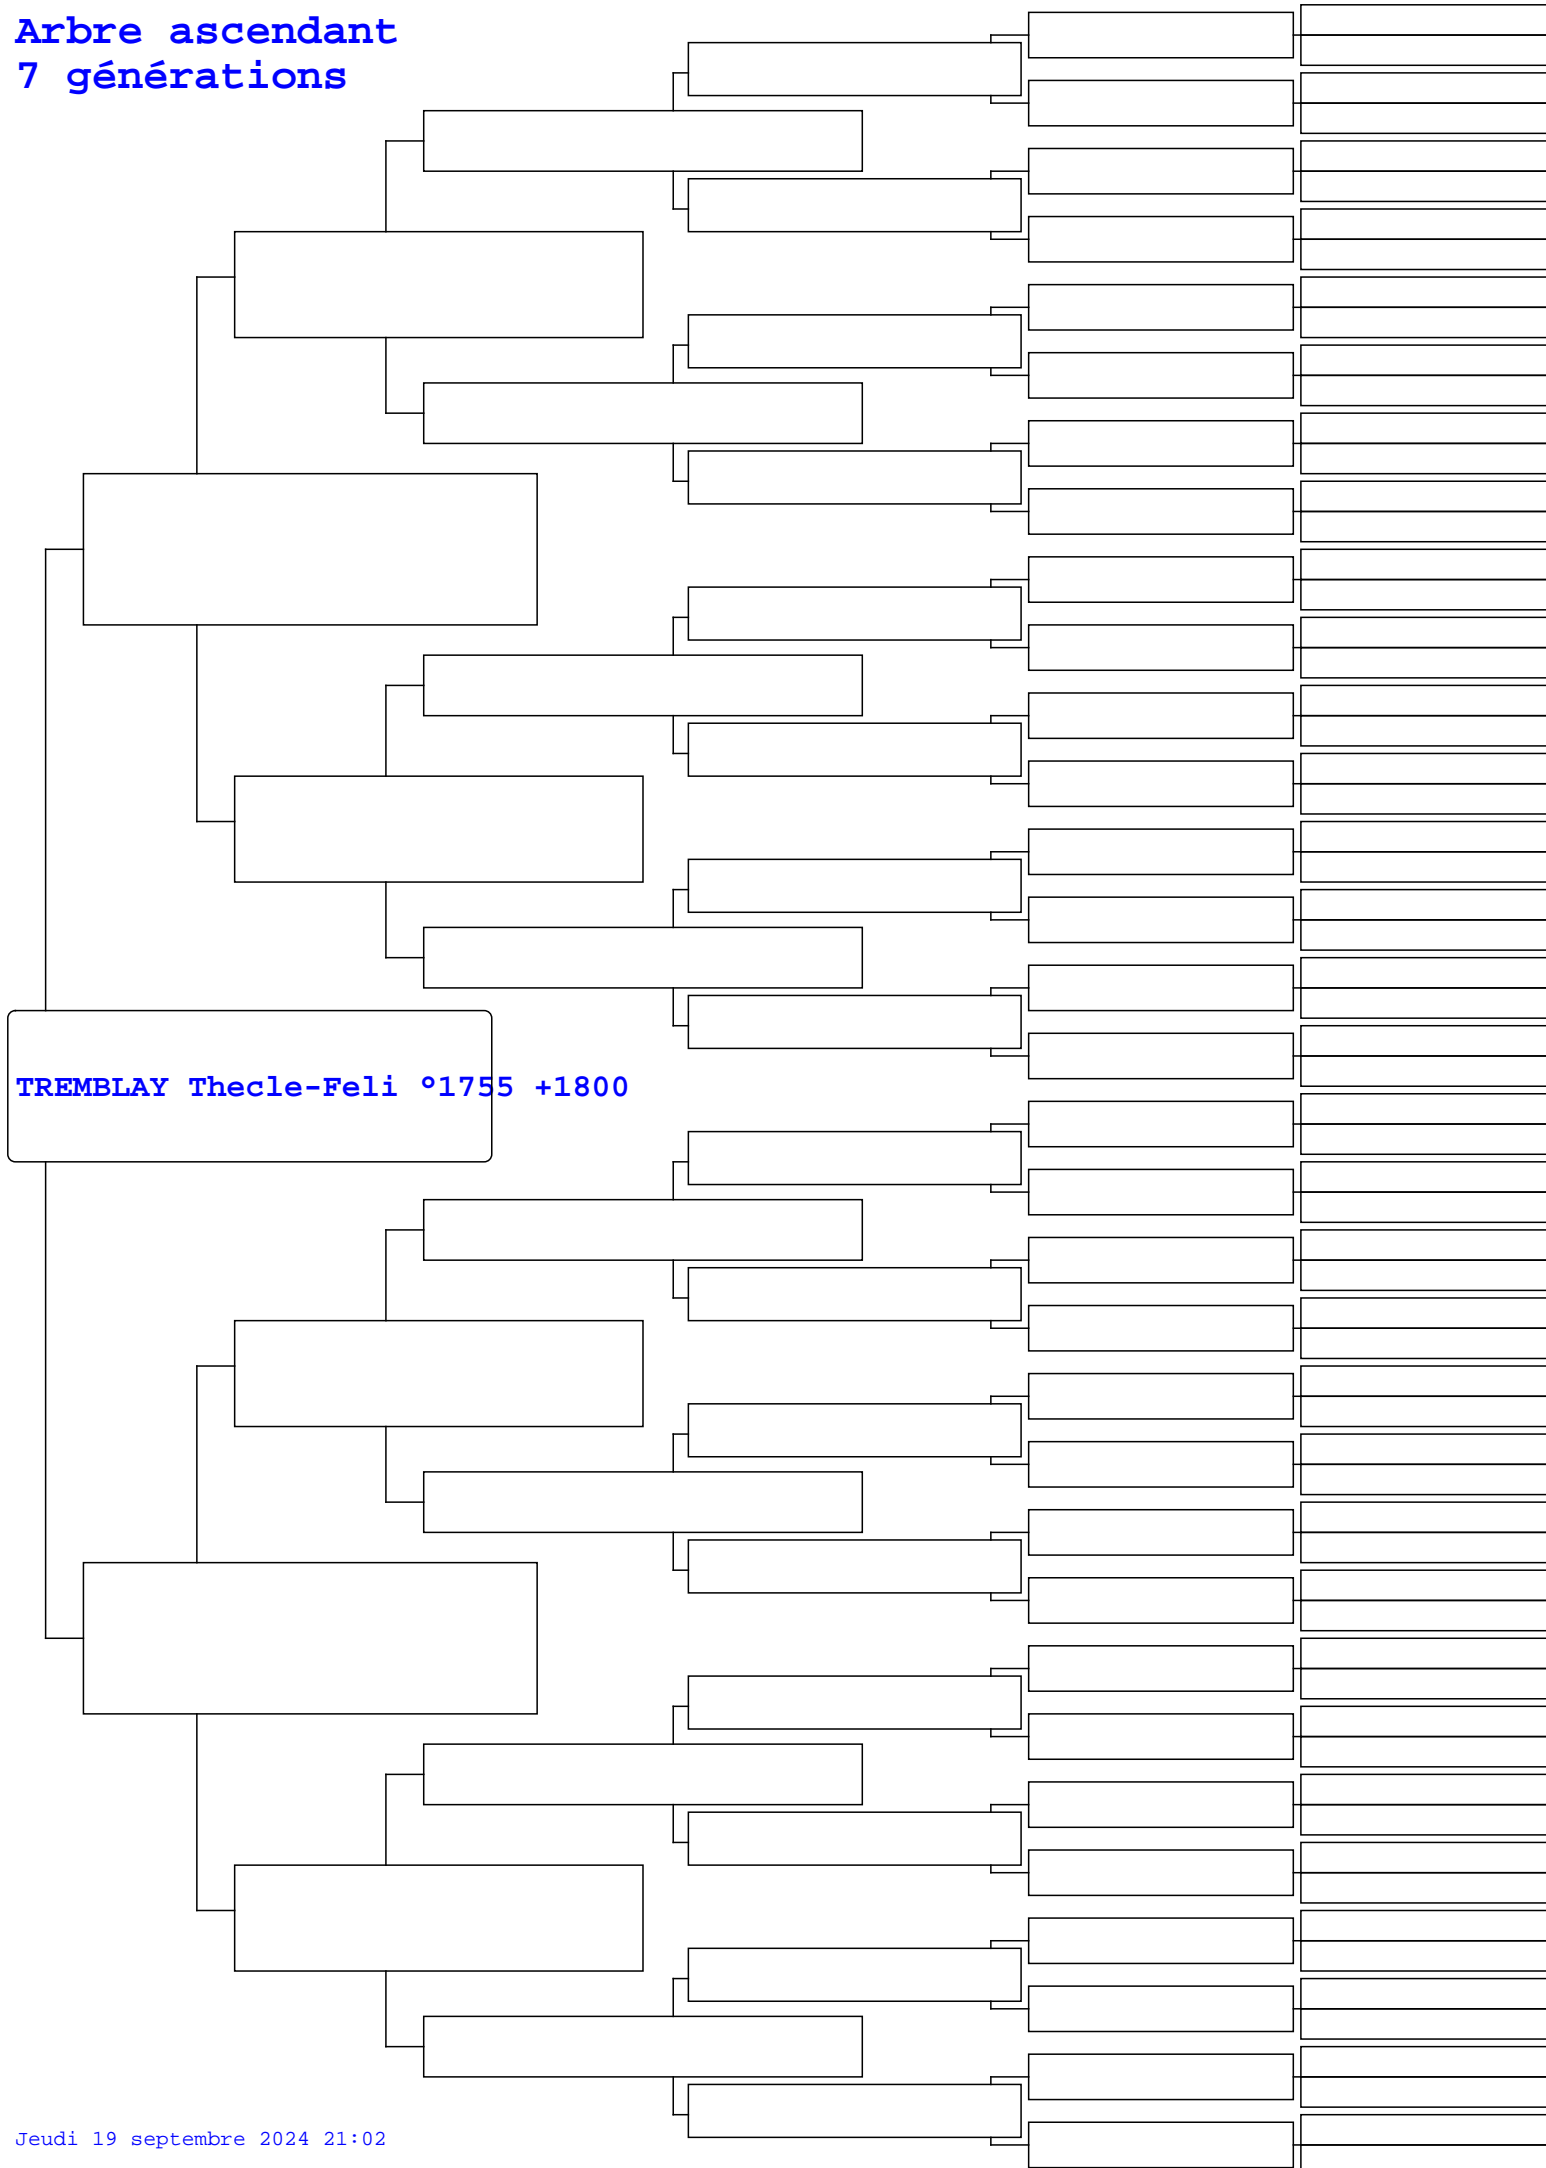 Arbre ascendant
7 générations
TREMBLAY Thecle-Feli °1755 +1800
Jeudi 19 septembre 2024 21:02